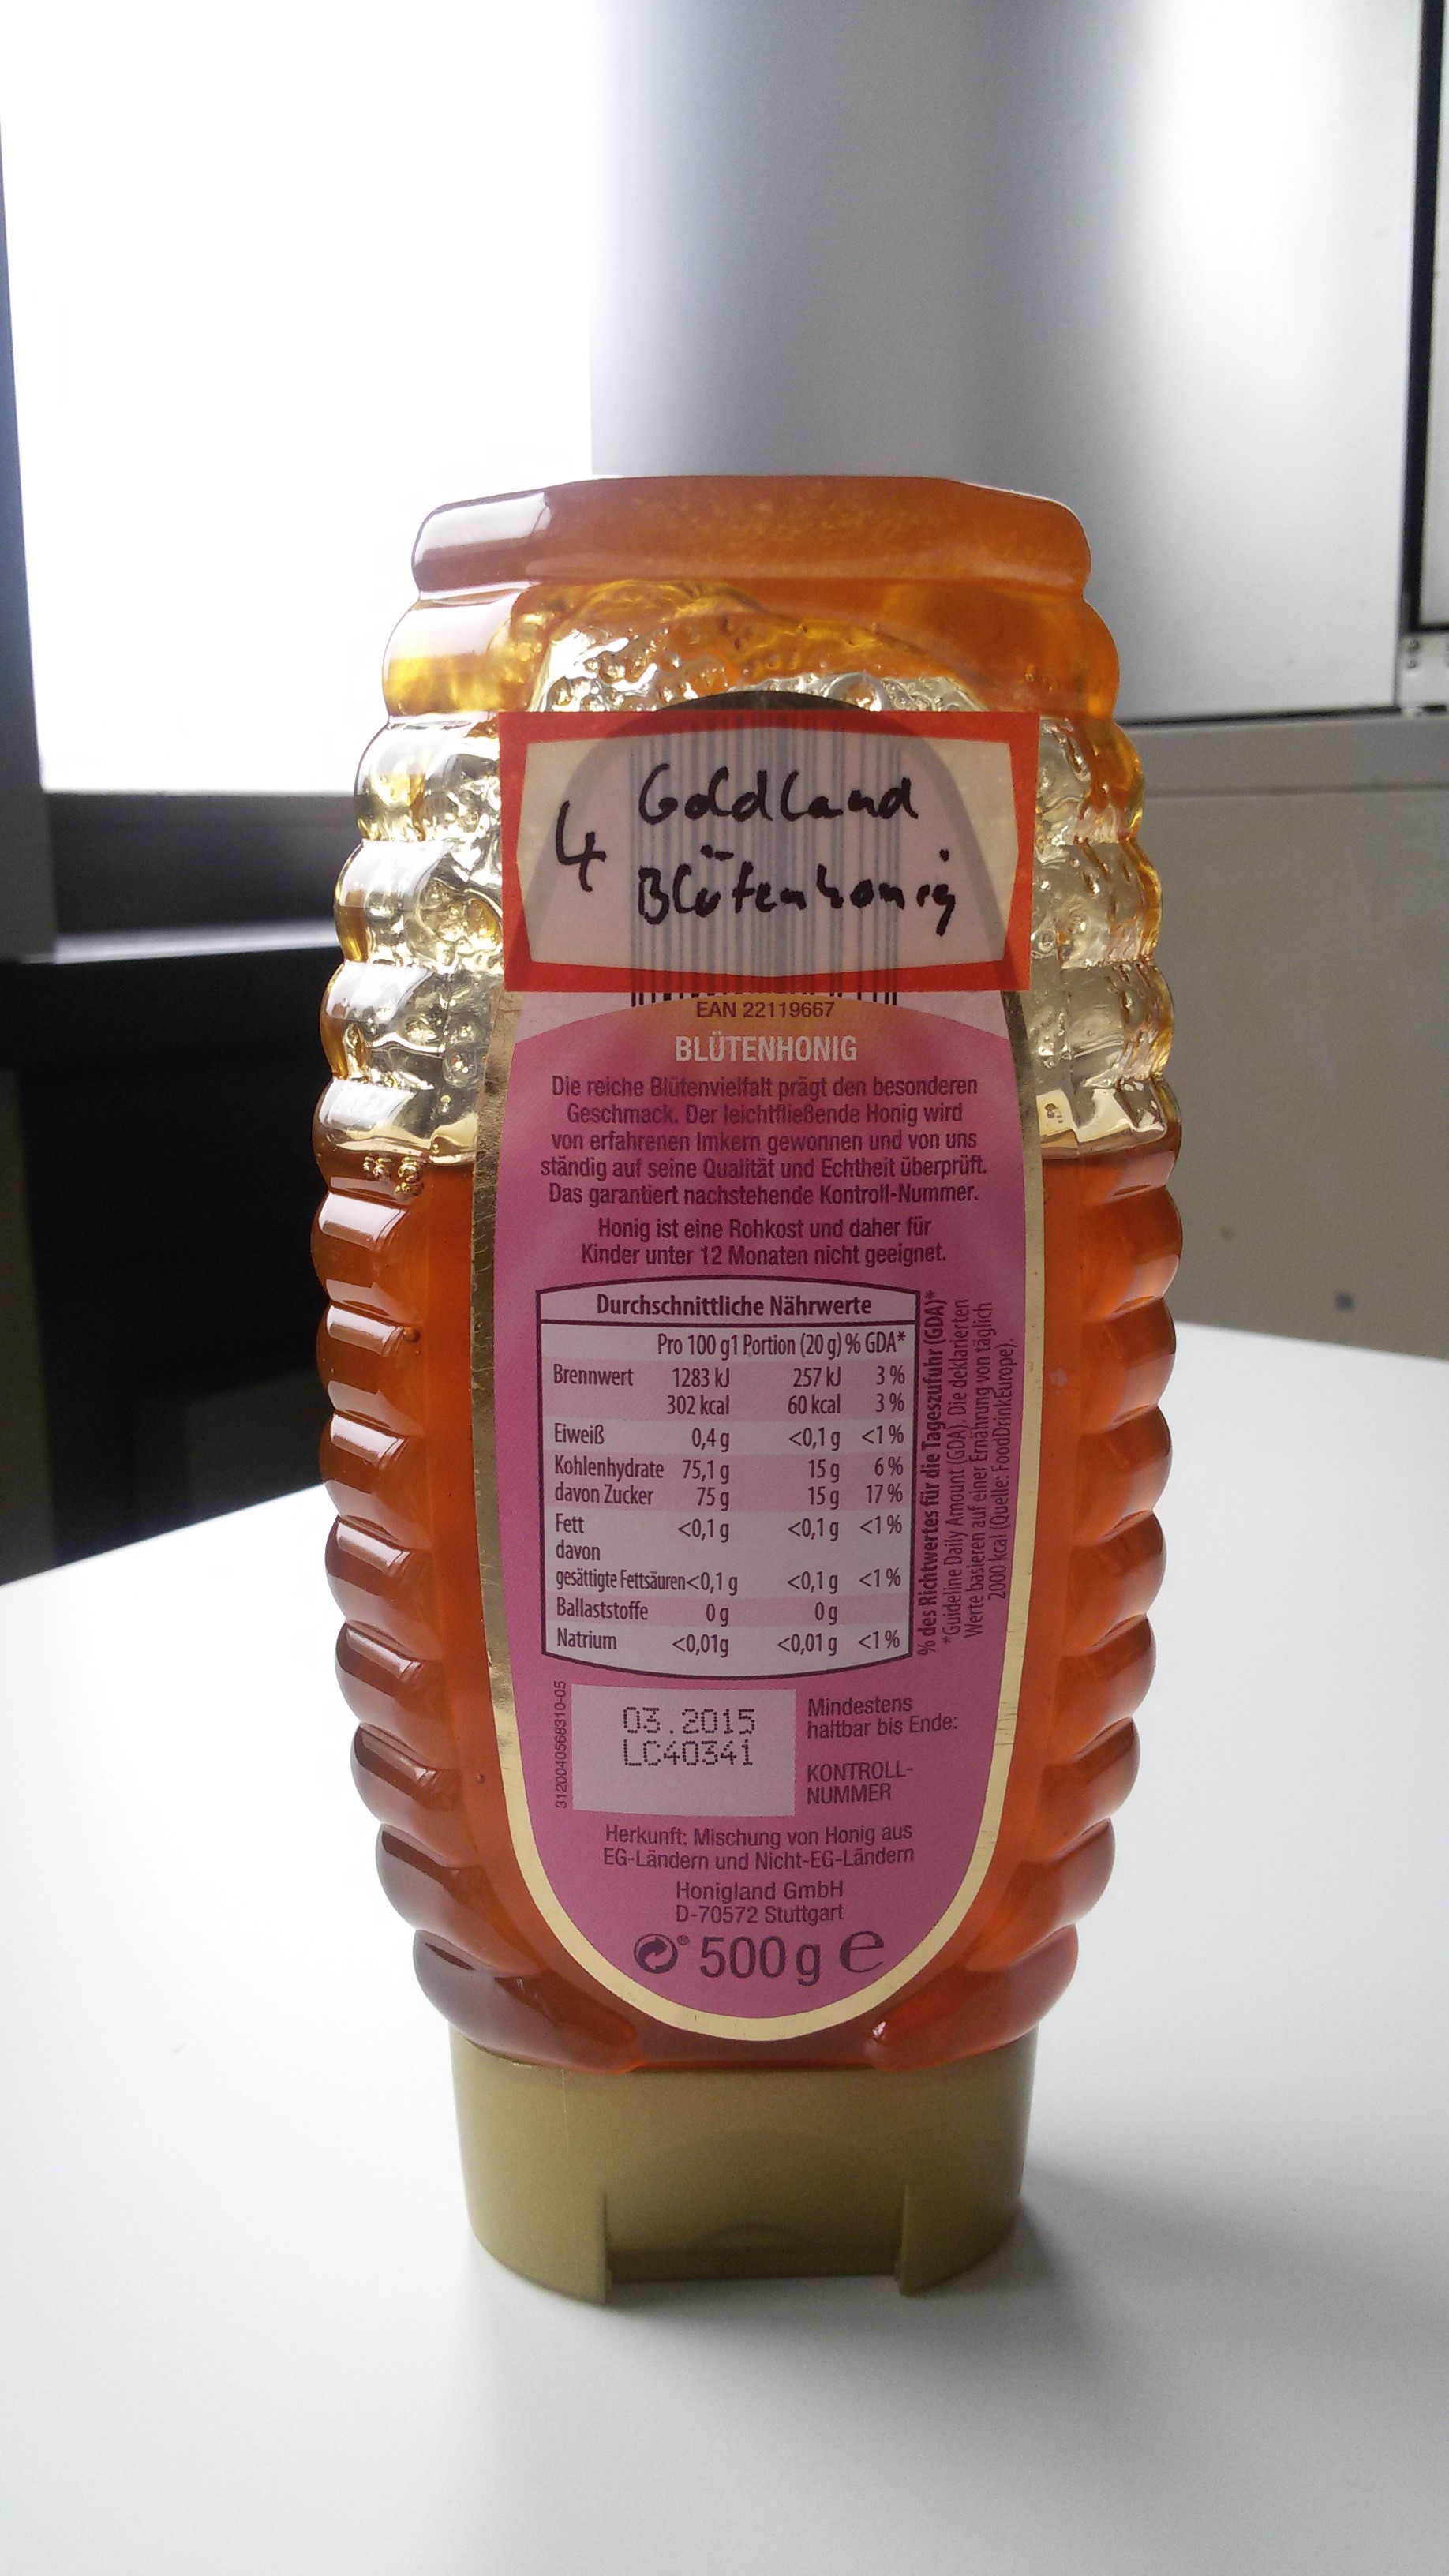 4 Goldland
Blütenhonig
EAN 22119667
BLÜTENHONIG
Die reiche Blütenvielfalt prägt den besonderen
Geschmack. Der leichtfließende Honig wird
von erfahrenen Imkern gewonnen und von uns
ständig auf seine Qualität und Echtheit überprüft.
Das garantiert nachstehende Kontroll-Nummer.
Honig ist eine Rohkost und daher für
Kinder unter 12 Monaten nicht geeignet.
Durchschnittliche Nährwerte
Pro 100 g 1 Portion (20 g) % GDA*
Brennwert 1283 kJ 257 kJ 3 %
302 kcal 60 kcal 3 %
Eiweiß 0,4 g <0,1 g <1 %
Kohlenhydrate 75,1 g 15 g 6 %
davon Zucker 75 g 15 g 17 %
Fett <0,1 g <0,1 g <1 %
davon
gesättigte Fettsäuren <0,1 g <0,1 g <1 %
Ballaststoffe 0 g 0 g
Natrium <0,01g <0,01 g <1 %
% des Richtwertes für die Tageszufuhr (GDA)*
*Guideline Daily Amount (GDA). Die deklarierten
Werte basieren auf einer Ernährung von täglich
2000 kcal (Quelle: FoodDrinkEurope).
3120040568310-05
03.2015
LC40341
Mindestens
haltbar bis Ende:
KONTROLL-
NUMMER
Herkunft: Mischung von Honig aus
EG-Ländern und Nicht-EG-Ländern
Honigland GmbH
D-70572 Stuttgart
® 500 g e